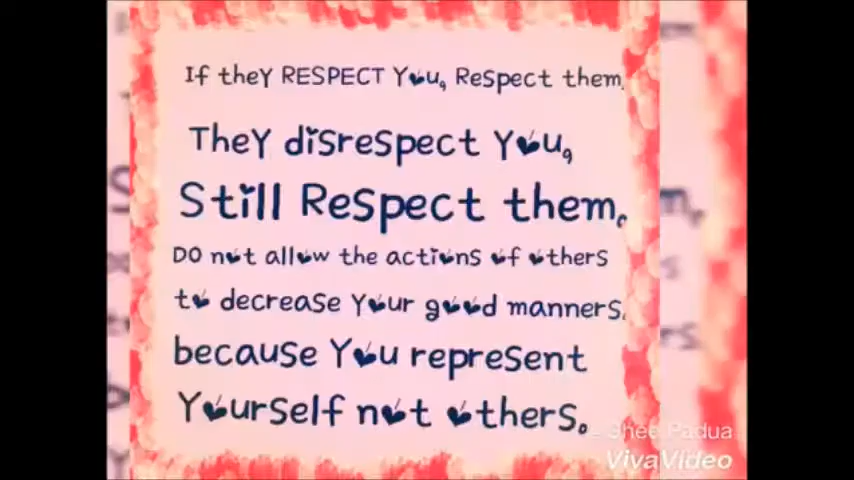 If they RESPECT You, Respect them.
They disrespect You,
Still Respect them.
DO not allow the actions of others
to decrease Your good manners,
because You represent
Yourself not others.
Shee Padua
VivaVideo